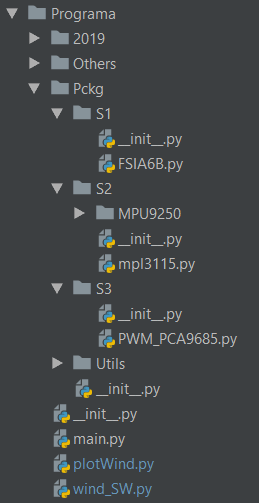 Programa
2019
Others
Pckg
S1
__init__.py
FSIA6B.py
S2
MPU9250
__init__.py
mpl3115.py
S3
__init__.py
PWM_PCA9685.py
Utils
__init__.py
__init__.py
main.py
plotWind.py
wind_SW.py